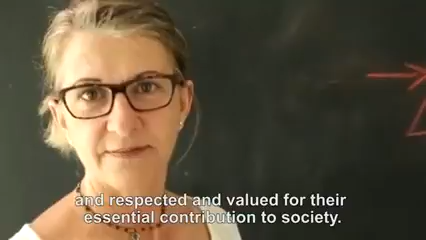 and respected and valued for their
essential contribution to society.